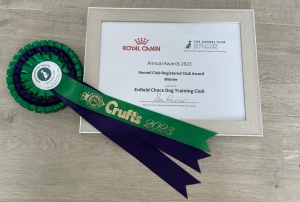 ROYAL CANIN
THE KENNEL CLUB
Annual Awards 2023
Kennel Club Registered Club Award
Winner
Enfield Chace Dog Training Club
Crufts 2023